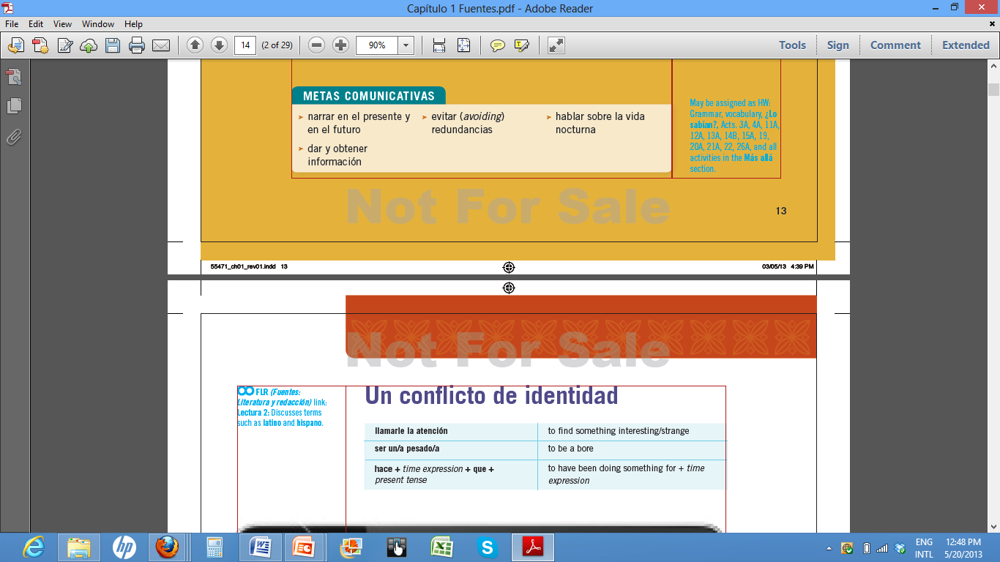 Capítulo 1 Fuentes.pdf - Adobe Reader
File Edit View Window Help
14 (2 of 29) 90% Tools Sign Comment Extended
METAS COMUNICATIVAS
➤ narrar en el presente y
en el futuro
➤ dar y obtener
información
➤ evitar (avoiding)
redundancias
➤ hablar sobre la vida
nocturna
May be assigned as HW:
Grammar, vocabulary, ¿Lo
sabían?, Acts. 3A, 4A, 11A,
12A, 13A, 14B, 15A, 19,
20A, 21A, 22, 26A, and all
activities in the Más allá
section.
Not For Sale
13
55471_ch01_rev01.indd 13 03/05/13 4:39 PM
Not For Sale
FLR (Fuentes:
Literatura y redacción) link:
Lectura 2: Discusses terms
such as latino and hispano.
Un conflicto de identidad
llamarle la atención to find something interesting/strange
ser un/a pesado/a to be a bore
hace + time expression + que +
present tense
to have been doing something for + time
expression
ENG 12:48 PM
INTL 5/20/2013